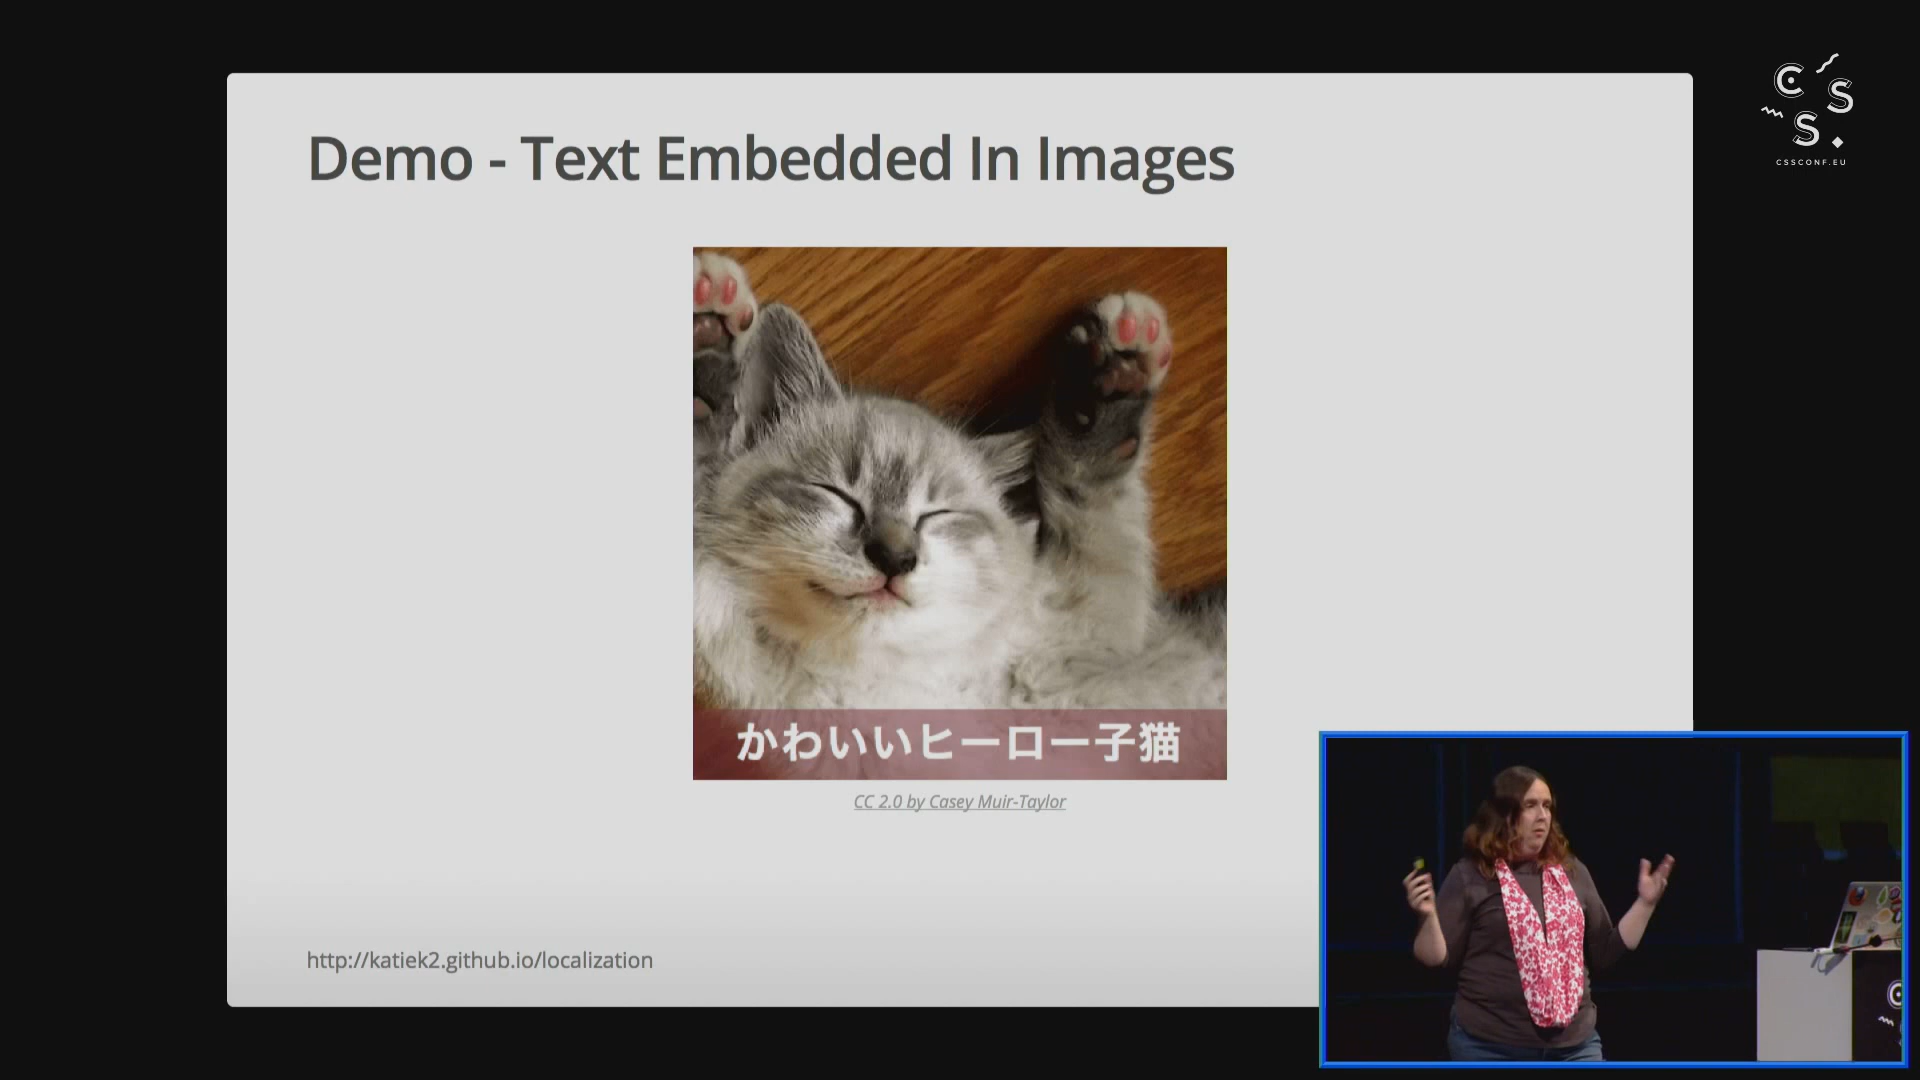 Demo - Text Embedded In Images
かわいいヒーロー子猫
CC 2.0 by Casey Muir-Taylor
http://katiek2.github.io/localization
CSS.
CSSCONF.EU